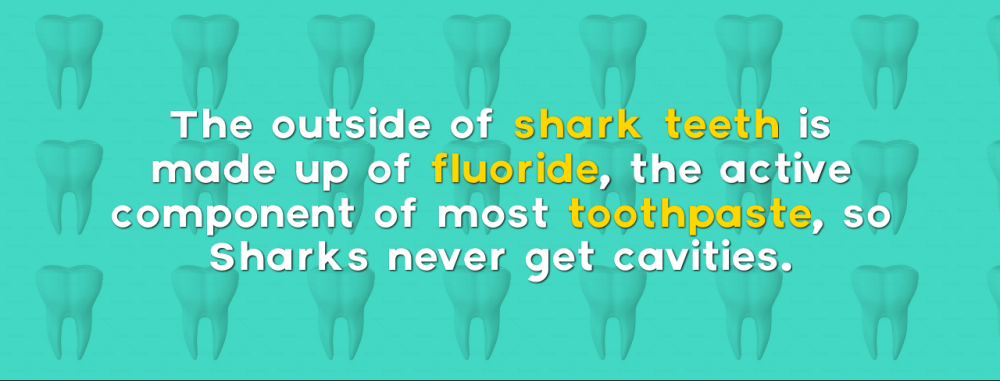 The outside of shark teeth is
made up of fluoride, the active
component of most toothpaste, so
Sharks never get cavities.